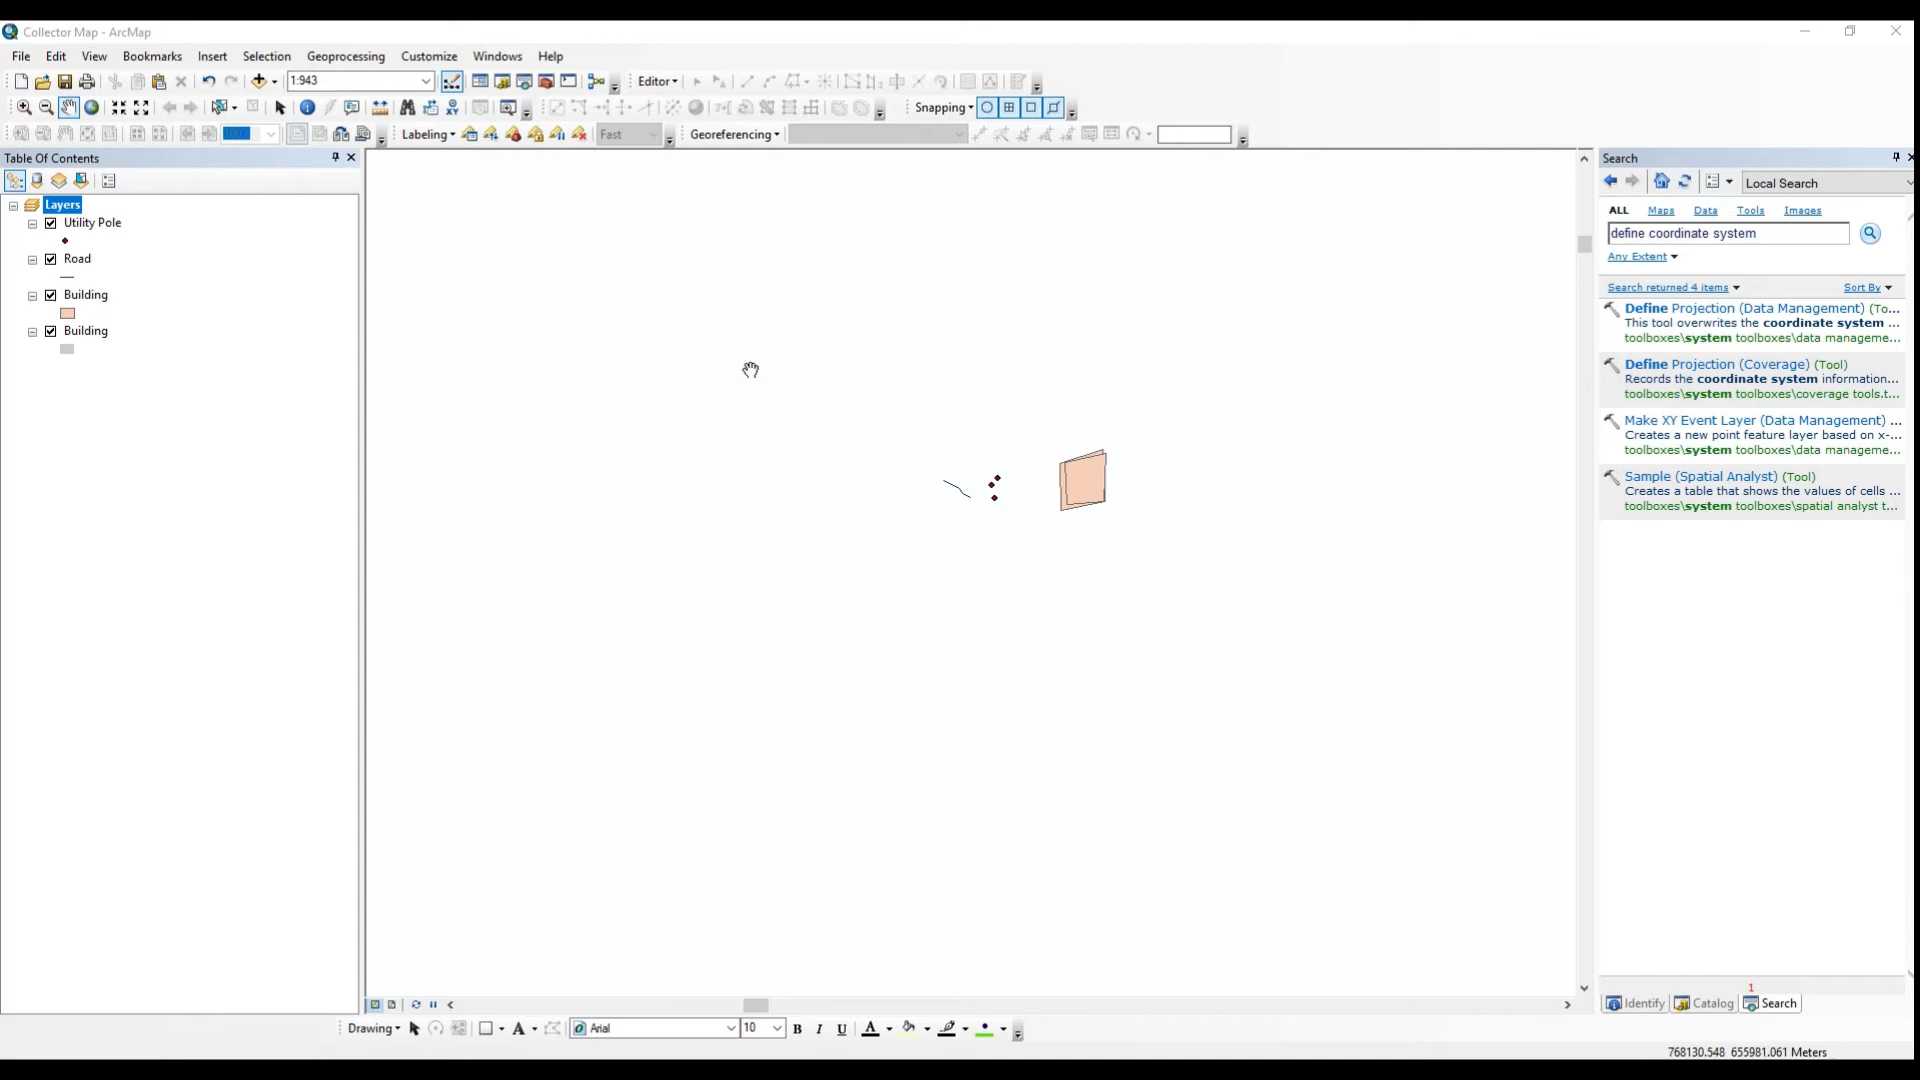 Collector Map - ArcMap
File Edit View Bookmarks Insert Selection Geoprocessing Customize Windows Help
1:943 Editor
Snapping
100% Labeling Fast Georeferencing
Table Of Contents
Layers
Utility Pole
Road
Building
Building
Search
Local Search
ALL Maps Data Tools Images
define coordinate system
Any Extent
Search returned 4 items Sort By
Define Projection (Data Management) (To...
This tool overwrites the coordinate system ...
toolboxes\system toolboxes\data manageme...
Define Projection (Coverage) (Tool)
Records the coordinate system information...
toolboxes\system toolboxes\coverage tools.t...
Make XY Event Layer (Data Management) ...
Creates a new point feature layer based on x-...
toolboxes\system toolboxes\data manageme...
Sample (Spatial Analyst) (Tool)
Creates a table that shows the values of cells ...
toolboxes\system toolboxes\spatial analyst t...
1
Identify Catalog Search
Drawing A Arial 10 B I U A
768130.548 655981.061 Meters